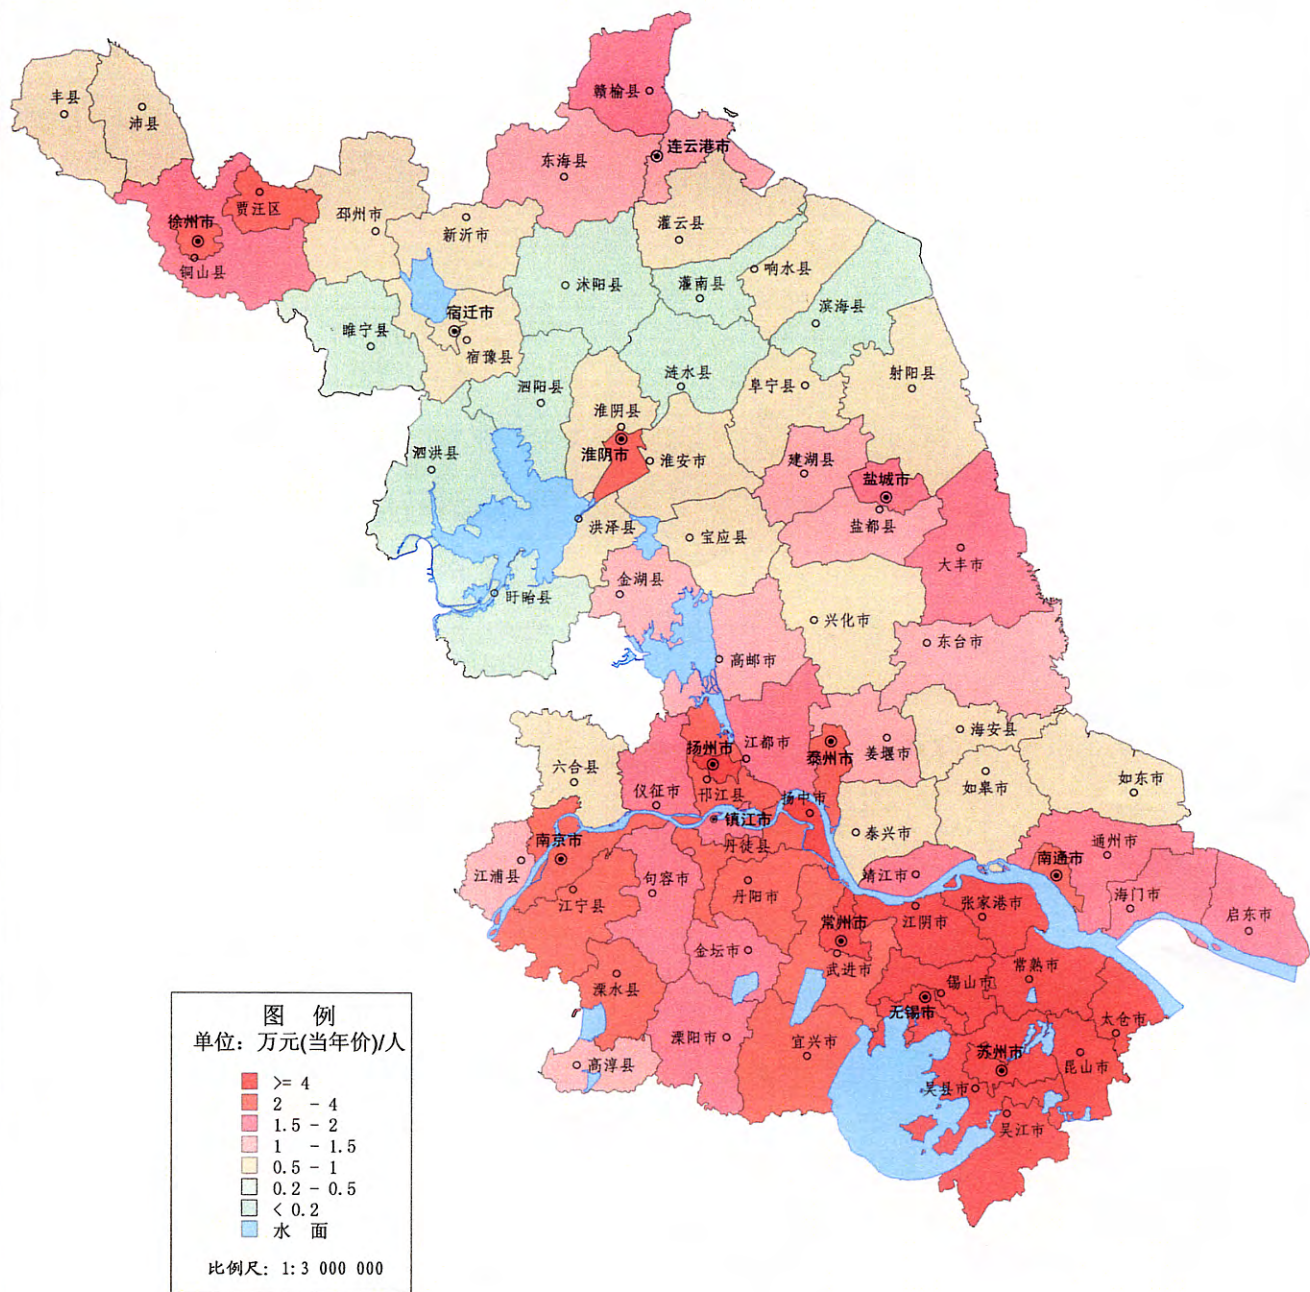 丰县
沛县
赣榆县
连云港市
东海县
贾汪区
徐州市
铜山县
邳州市
新沂市
灌云县
沭阳县
灌南县
响水县
滨海县
宿迁市
宿豫县
睢宁县
泗阳县
涟水县
阜宁县
射阳县
淮阴县
淮阴市
淮安市
泗洪县
建湖县
盐城市
盐都县
洪泽县
宝应县
大丰市
金湖县
盱眙县
兴化市
东台市
高邮市
扬州市
江都市
泰州市
姜堰市
海安县
六合县
仪征市
邗江县
扬中市
如皋市
如东市
镇江市
丹徒县
泰兴市
南京市
江浦县
江宁县
句容市
丹阳市
靖江市
通州市
南通市
海门市
启东市
常州市
江阴市
张家港市
金坛市
武进市
常熟市
溧水县
锡山市
无锡市
太仓市
溧阳市
宜兴市
苏州市
昆山市
高淳县
吴县市
吴江市
图 例
单位：万元(当年价)/人
>= 4
2 - 4
1.5 - 2
1 - 1.5
0.5 - 1
0.2 - 0.5
< 0.2
水 面
比例尺：1:3 000 000